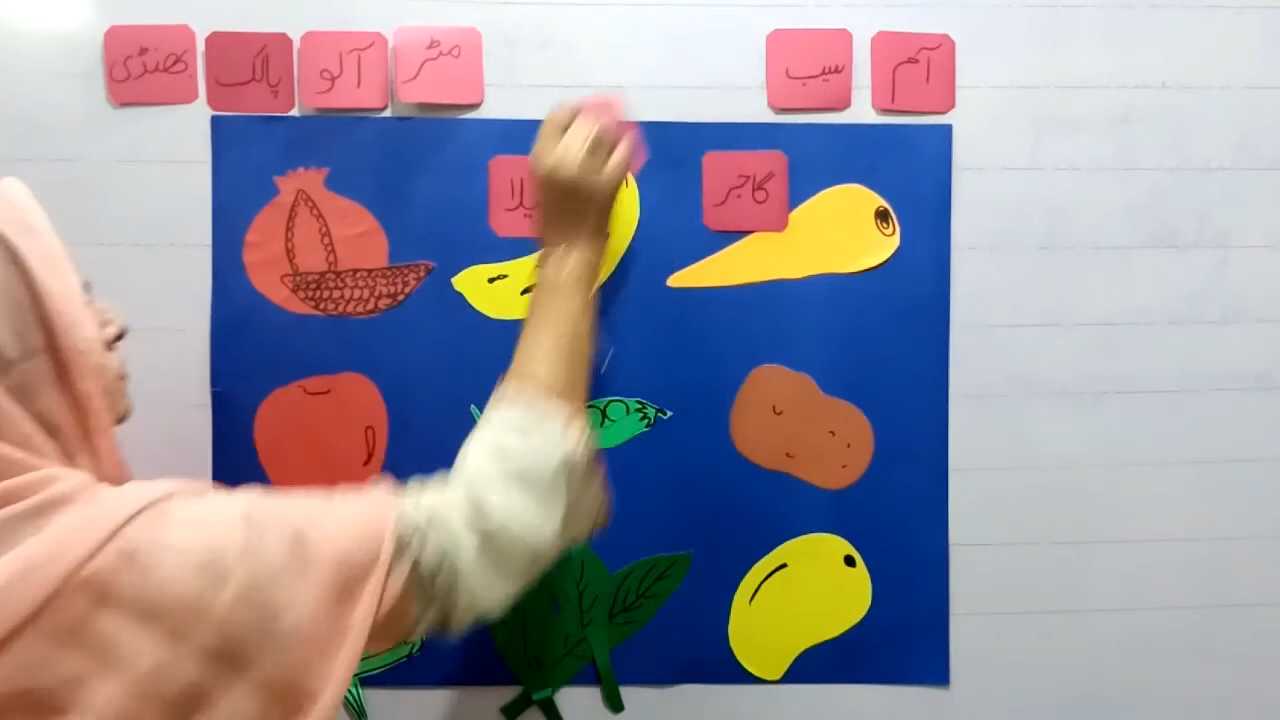 آم
سیب
مٹر
آلو
پالک
بھنڈی
گاجر